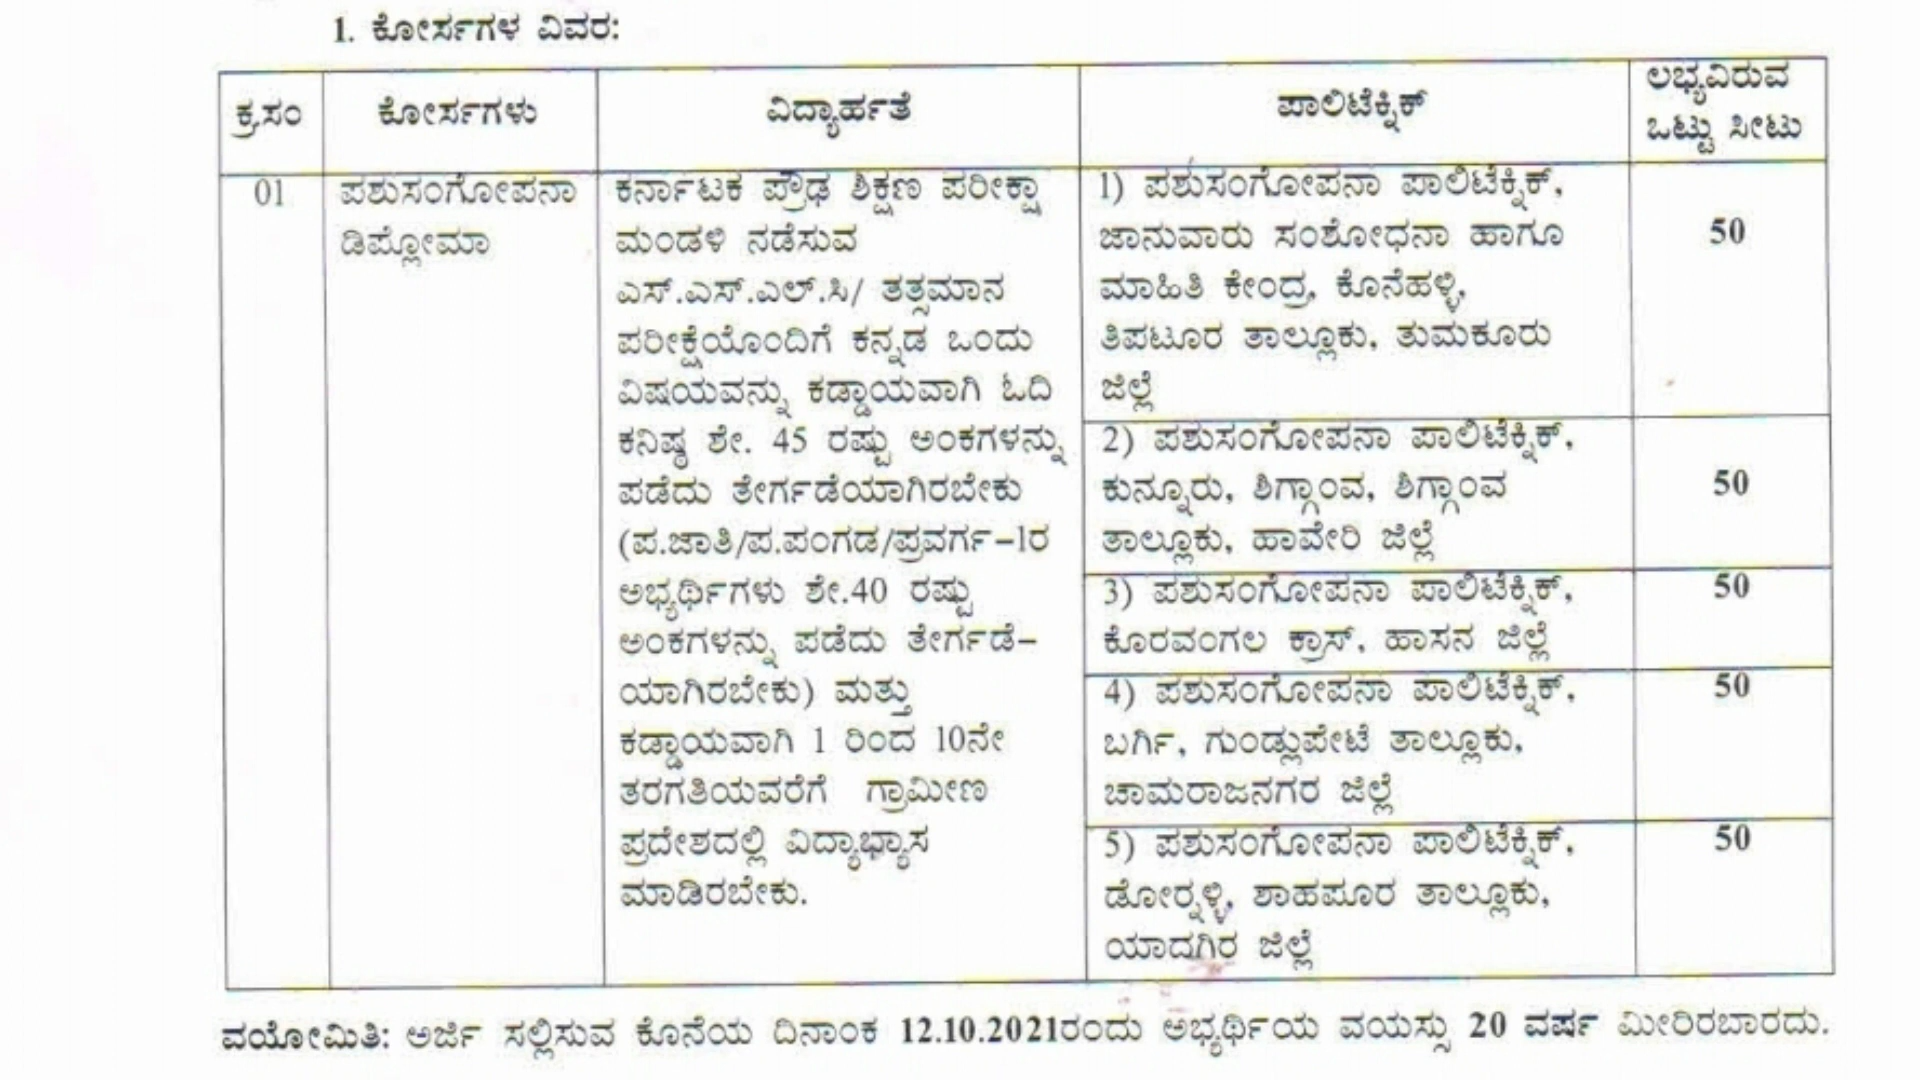 1. ಕೋರ್ಸಗಳ ವಿವರ:
ಕ್ರ.ಸಂ
ಕೋರ್ಸಗಳು
ವಿದ್ಯಾರ್ಹತೆ
ಪಾಲಿಟೆಕ್ನಿಕ್
ಲಭ್ಯವಿರುವ
ಒಟ್ಟು ಸೀಟು
01
ಪಶುಸಂಗೋಪನಾ
ಡಿಪ್ಲೋಮಾ
ಕರ್ನಾಟಕ ಪ್ರೌಢ ಶಿಕ್ಷಣ ಪರೀಕ್ಷಾ
ಮಂಡಳಿ ನಡೆಸುವ
ಎಸ್.ಎಸ್.ಎಲ್.ಸಿ/ ತತ್ಸಮಾನ
ಪರೀಕ್ಷೆಯೊಂದಿಗೆ ಕನ್ನಡ ಒಂದು
ವಿಷಯವನ್ನು ಕಡ್ಡಾಯವಾಗಿ ಓದಿ
ಕನಿಷ್ಠ ಶೇ. 45 ರಷ್ಟು ಅಂಕಗಳನ್ನು
ಪಡೆದು ತೇರ್ಗಡೆಯಾಗಿರಬೇಕು
(ಪ.ಜಾತಿ/ಪ.ಪಂಗಡ/ಪ್ರವರ್ಗ-1ರ
ಅಭ್ಯರ್ಥಿಗಳು ಶೇ.40 ರಷ್ಟು
ಅಂಕಗಳನ್ನು ಪಡೆದು ತೇರ್ಗಡೆ-
ಯಾಗಿರಬೇಕು) ಮತ್ತು
ಕಡ್ಡಾಯವಾಗಿ 1 ರಿಂದ 10ನೇ
ತರಗತಿಯವರೆಗೆ ಗ್ರಾಮೀಣ
ಪ್ರದೇಶದಲ್ಲಿ ವಿದ್ಯಾಭ್ಯಾಸ
ಮಾಡಿರಬೇಕು.
1) ಪಶುಸಂಗೋಪನಾ ಪಾಲಿಟೆಕ್ನಿಕ್,
ಜಾನುವಾರು ಸಂಶೋಧನಾ ಹಾಗೂ
ಮಾಹಿತಿ ಕೇಂದ್ರ, ಕೊನೆಹಳ್ಳಿ,
ತಿಪಟೂರ ತಾಲ್ಲೂಕು, ತುಮಕೂರು
ಜಿಲ್ಲೆ
50
2) ಪಶುಸಂಗೋಪನಾ ಪಾಲಿಟೆಕ್ನಿಕ್,
ಕುನ್ನೂರು, ಶಿಗ್ಗಾಂವ, ಶಿಗ್ಗಾಂವ
ತಾಲ್ಲೂಕು, ಹಾವೇರಿ ಜಿಲ್ಲೆ
50
3) ಪಶುಸಂಗೋಪನಾ ಪಾಲಿಟೆಕ್ನಿಕ್,
ಕೊರವಂಗಲ ಕ್ರಾಸ್, ಹಾಸನ ಜಿಲ್ಲೆ
50
4) ಪಶುಸಂಗೋಪನಾ ಪಾಲಿಟೆಕ್ನಿಕ್,
ಬರ್ಗಿ, ಗುಂಡ್ಲುಪೇಟೆ ತಾಲ್ಲೂಕು,
ಚಾಮರಾಜನಗರ ಜಿಲ್ಲೆ
50
5) ಪಶುಸಂಗೋಪನಾ ಪಾಲಿಟೆಕ್ನಿಕ್,
ಡೋರ‍್ನಳ್ಳಿ, ಶಾಹಪೂರ ತಾಲ್ಲೂಕು,
ಯಾದಗಿರ ಜಿಲ್ಲೆ
50
ವಯೋಮಿತಿ: ಅರ್ಜಿ ಸಲ್ಲಿಸುವ ಕೊನೆಯ ದಿನಾಂಕ 12.10.2021ರಂದು ಅಭ್ಯರ್ಥಿಯ ವಯಸ್ಸು 20 ವರ್ಷ ಮೀರಿರಬಾರದು.